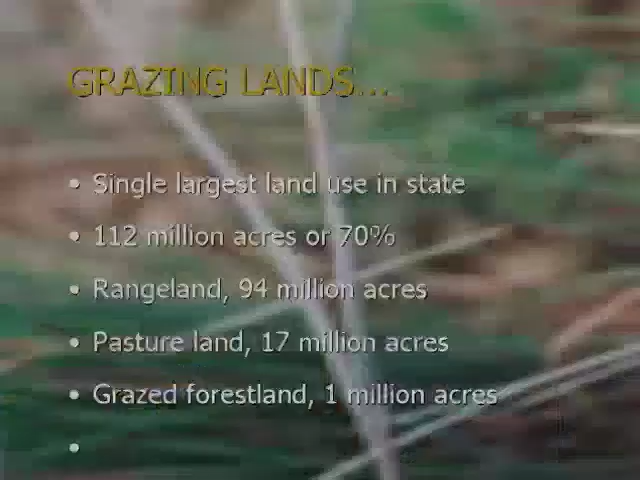 GRAZING LANDS...
• Single largest land use in state
• 112 million acres or 70%
• Rangeland, 94 million acres
• Pasture land, 17 million acres
• Grazed forestland, 1 million acres
•